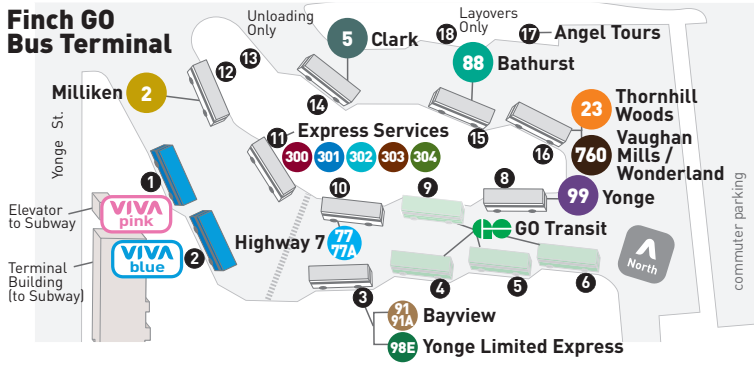 Finch GO
Bus Terminal
Unloading
Only
5 Clark
Layovers
Only
18
17 Angel Tours
88 Bathurst
13
12
Milliken 2
14
15
23 Thornhill
Woods
16
760 Vaughan
Mills /
Wonderland
11 Express Services
300 301 302 303 304
Yonge St.
1
10
9
8
99 Yonge
Elevator
to Subway
VIVA
pink
GO Transit
Highway 7
77
77A
VIVA
blue
2
North
commuter parking
Terminal
Building
(to Subway)
3
4
5
6
91
91A
Bayview
98E Yonge Limited Express